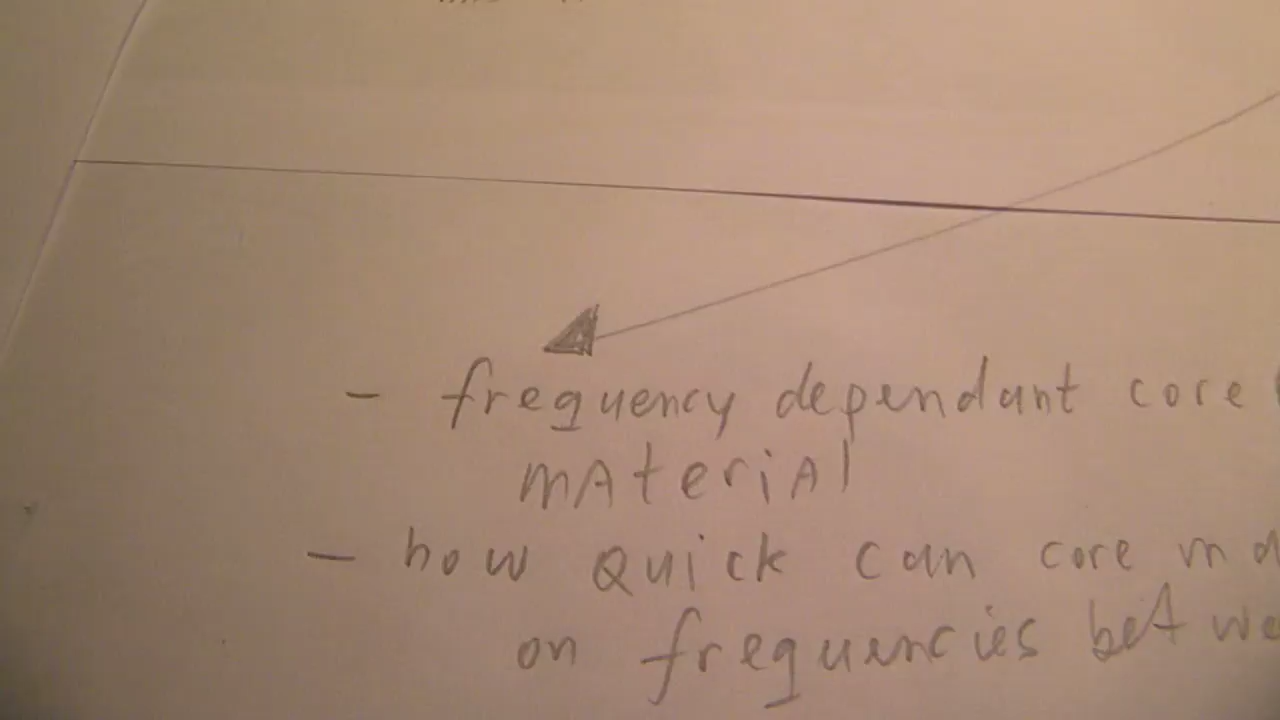 - frequency dependant core
mAteriAl
- how Quick can core
on frequencies